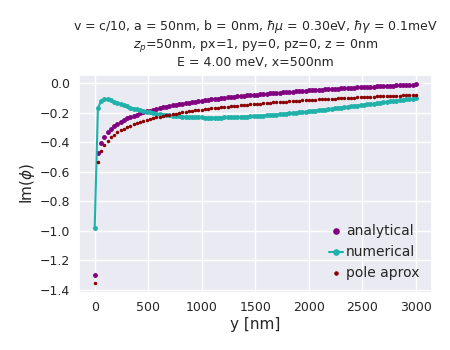 v = c/10, a = 50nm, b = 0nm, ℏμ = 0.30eV, ℏγ = 0.1meV
z_p=50nm, px=1, py=0, pz=0, z = 0nm
E = 4.00 meV, x=500nm
0.0
−0.2
−0.4
−0.6
−0.8
−1.0
−1.2
−1.4
Im(ϕ)
analytical
numerical
pole aprox
0 500 1000 1500 2000 2500 3000
y [nm]